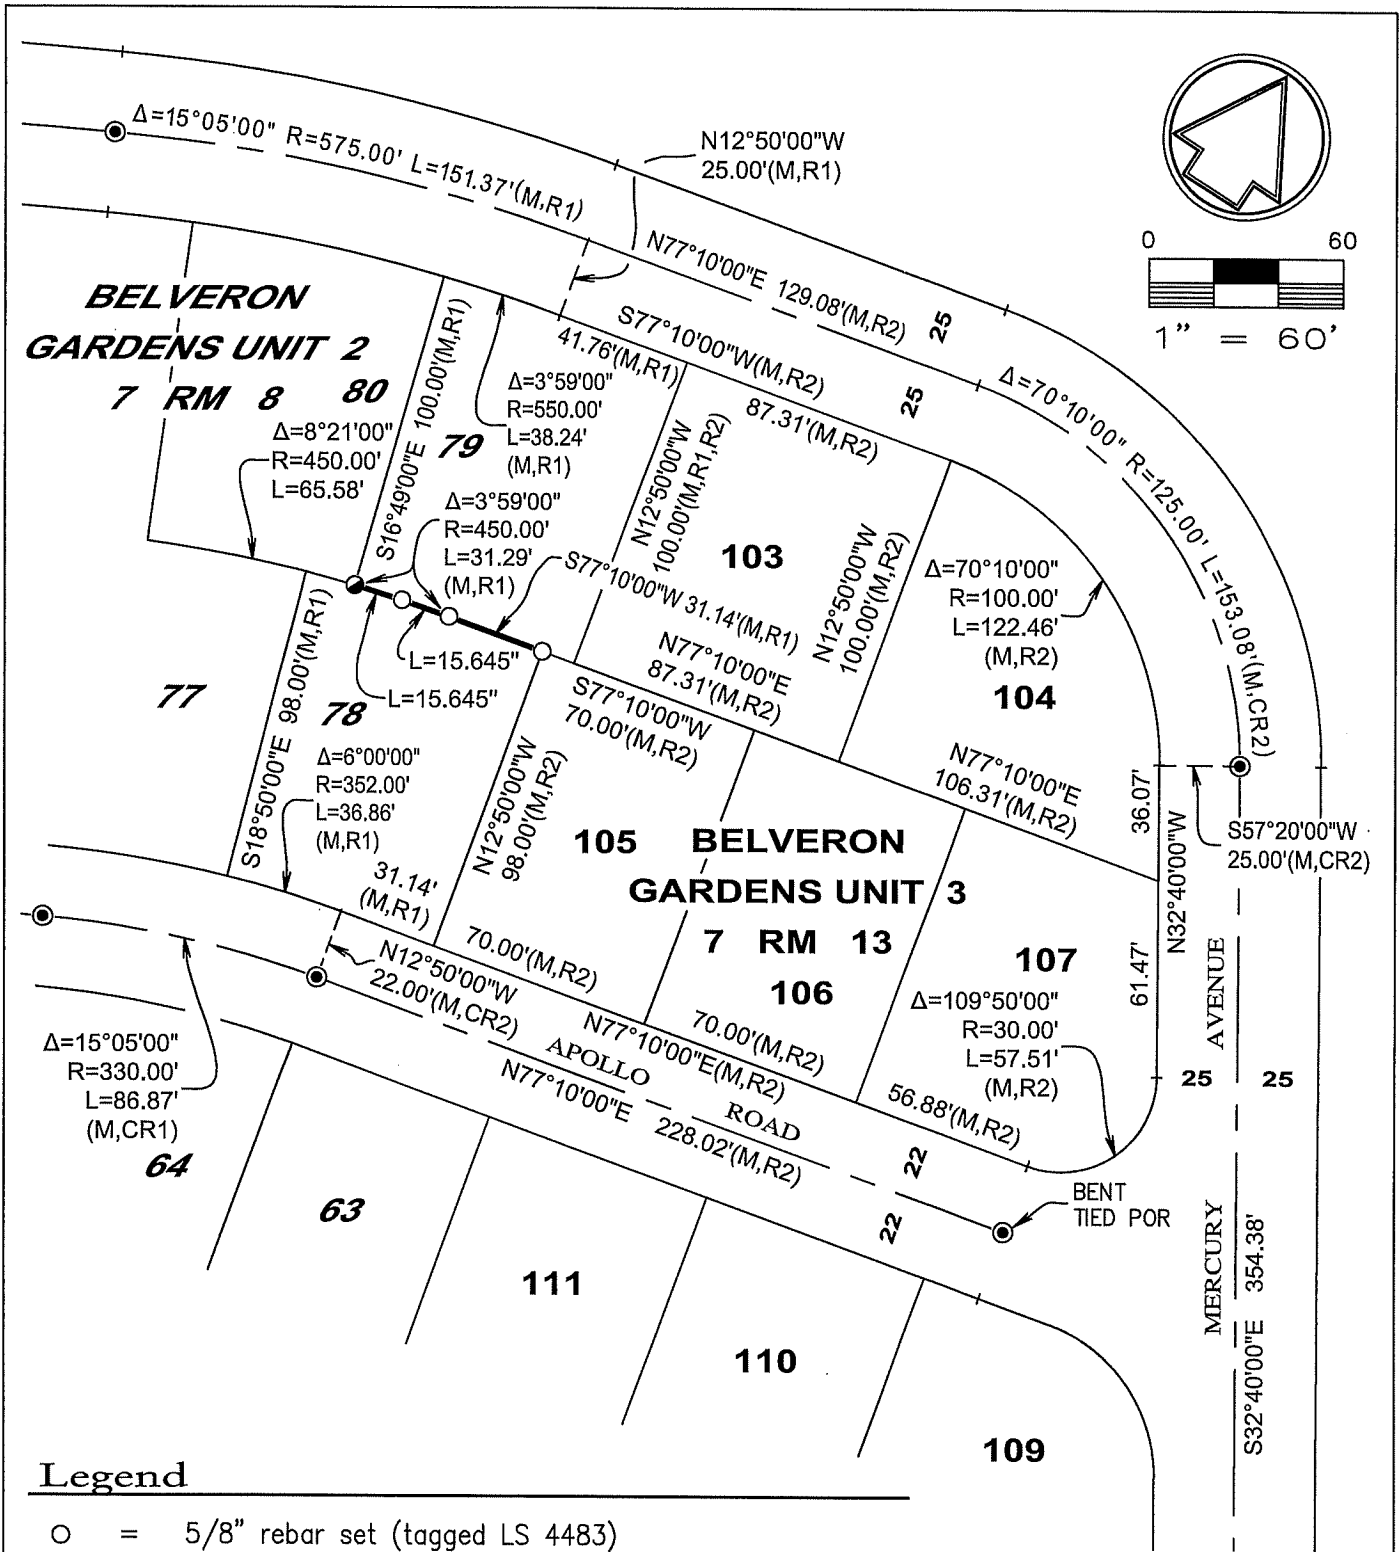 Δ=15°05'00" R=575.00' L=151.37'(M,R1)
N12°50'00"W
25.00'(M,R1)
0 60
1" = 60'
N77°10'00"E 129.08'(M,R2)
25
25
S77°10'00"W(M,R2)
41.76'(M,R1)
87.31'(M,R2)
Δ=70°10'00" R=125.00' L=153.08'(M,CR2)
BELVERON
GARDENS UNIT 2
7 RM 8
80
Δ=8°21'00"
R=450.00'
L=65.58'
S16°49'00"E 100.00'(M,R1)
79
Δ=3°59'00"
R=550.00'
L=38.24'
(M,R1)
Δ=3°59'00"
R=450.00'
L=31.29'
(M,R1)
N12°50'00"W
100.00'(M,R1,R2)
103
S77°10'00"W 31.14'(M,R1)
N12°50'00"W
100.00'(M,R2)
Δ=70°10'00"
R=100.00'
L=122.46'
(M,R2)
104
L=15.645"
L=15.645"
N77°10'00"E
87.31'(M,R2)
S77°10'00"W
70.00'(M,R2)
N77°10'00"E
106.31'(M,R2)
36.07'
N32°40'00"W
61.47'
S57°20'00"W
25.00'(M,CR2)
77
S18°50'00"E 98.00'(M,R1)
78
Δ=6°00'00"
R=352.00'
L=36.86'
(M,R1)
31.14'
(M,R1)
N12°50'00"W
98.00'(M,R2)
105
BELVERON
GARDENS UNIT 3
7 RM 13
106
107
Δ=109°50'00"
R=30.00'
L=57.51'
(M,R2)
70.00'(M,R2)
70.00'(M,R2)
N77°10'00"E(M,R2)
56.88'(M,R2)
N12°50'00"W
22.00'(M,CR2)
APOLLO ROAD
N77°10'00"E 228.02'(M,R2)
22
22
25
25
MERCURY AVENUE
S32°40'00"E 354.38'
BENT
TIED POR
Δ=15°05'00"
R=330.00'
L=86.87'
(M,CR1)
64
63
111
110
109
Legend
○ = 5/8" rebar set (tagged LS 4483)